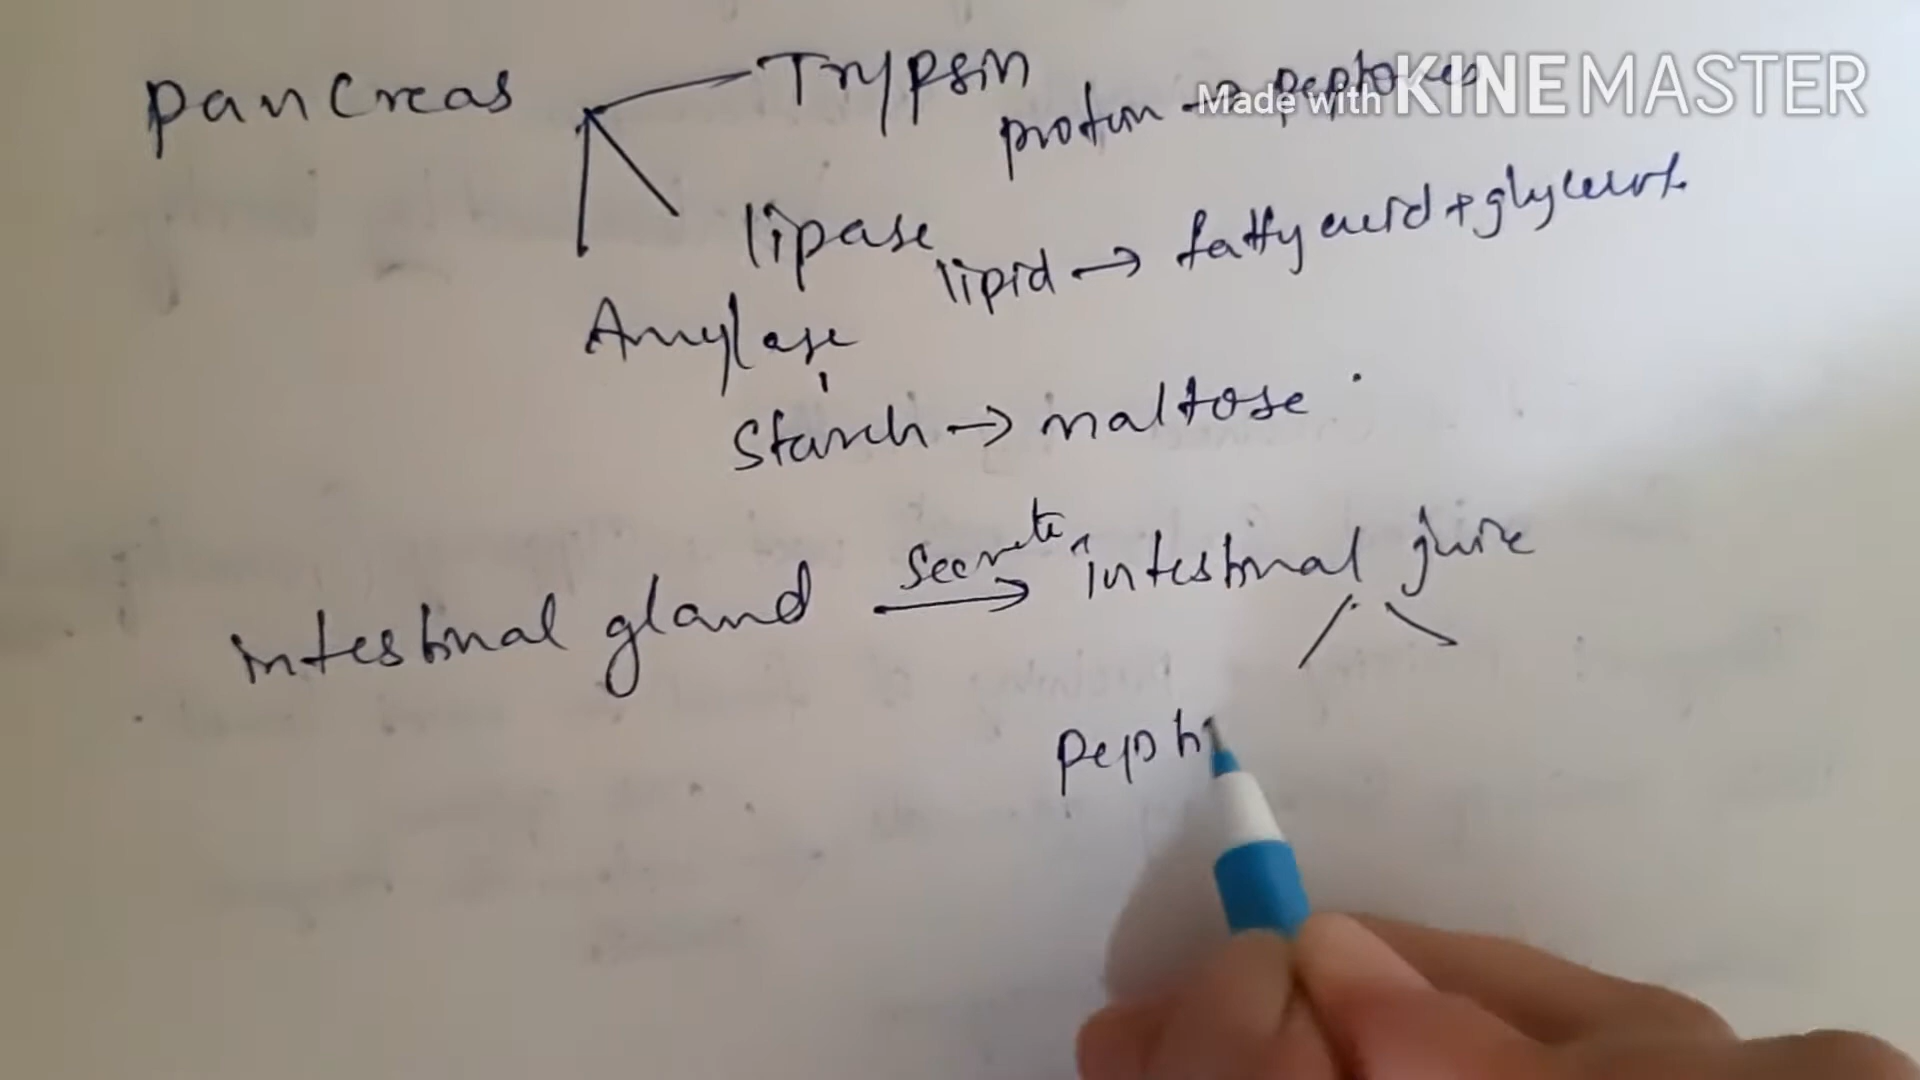 pancreas Trypsin
protein → peptones
Made with KINEMASTER
lipase
lipid → fatty acid + glycerol.
Amylase
Starch → maltose
intestinal gland secrete → intestinal juice